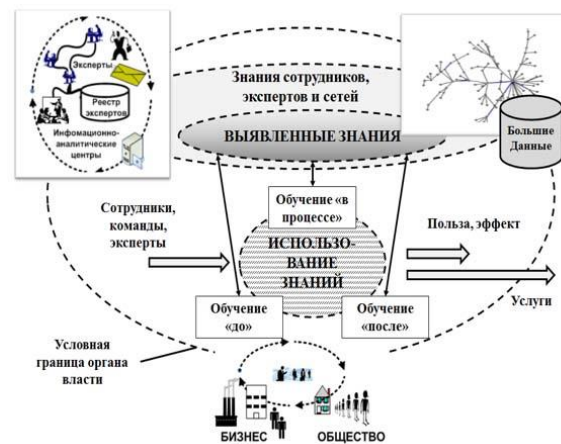 Эксперты
Реестр
экспертов
Инфомационно-
аналитические
центры
Знания сотрудников,
экспертов и сетей
ВЫЯВЛЕННЫЕ ЗНАНИЯ
Большие
Данные
Обучение «в
процессе»
Сотрудники,
команды,
эксперты
ИСПОЛЬЗО-
ВАНИЕ
ЗНАНИЙ
Польза, эффект
Услуги
Обучение
«до»
Обучение
«после»
Условная
граница органа
власти
БИЗНЕС
ОБЩЕСТВО